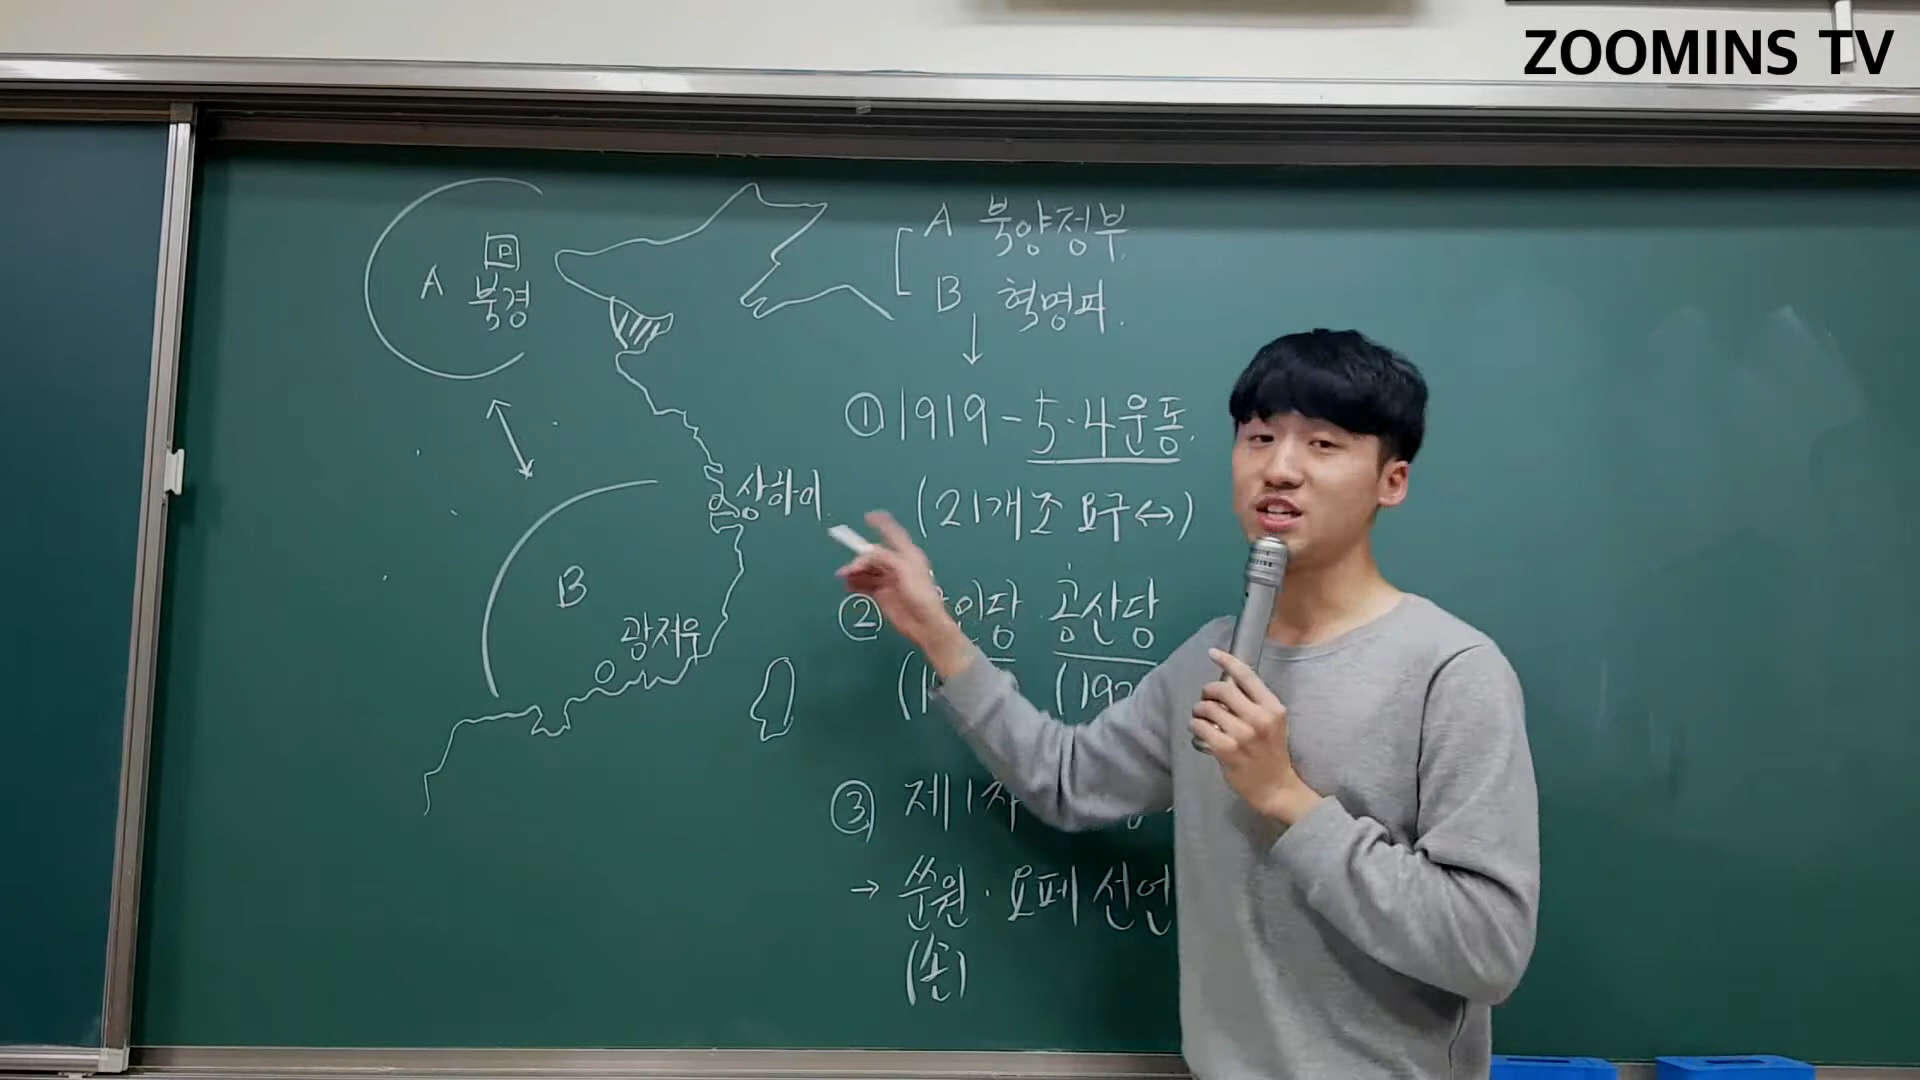 ZOOMINS TV
A 북경
상하이
B
광저우
A 북양정부.
B 혁명파.
↓
① 1919 - 5·4운동.
(21개조 요구 ↔)
② 공산당
③ 제1차
→ 쑨원·요페 선언
(손)